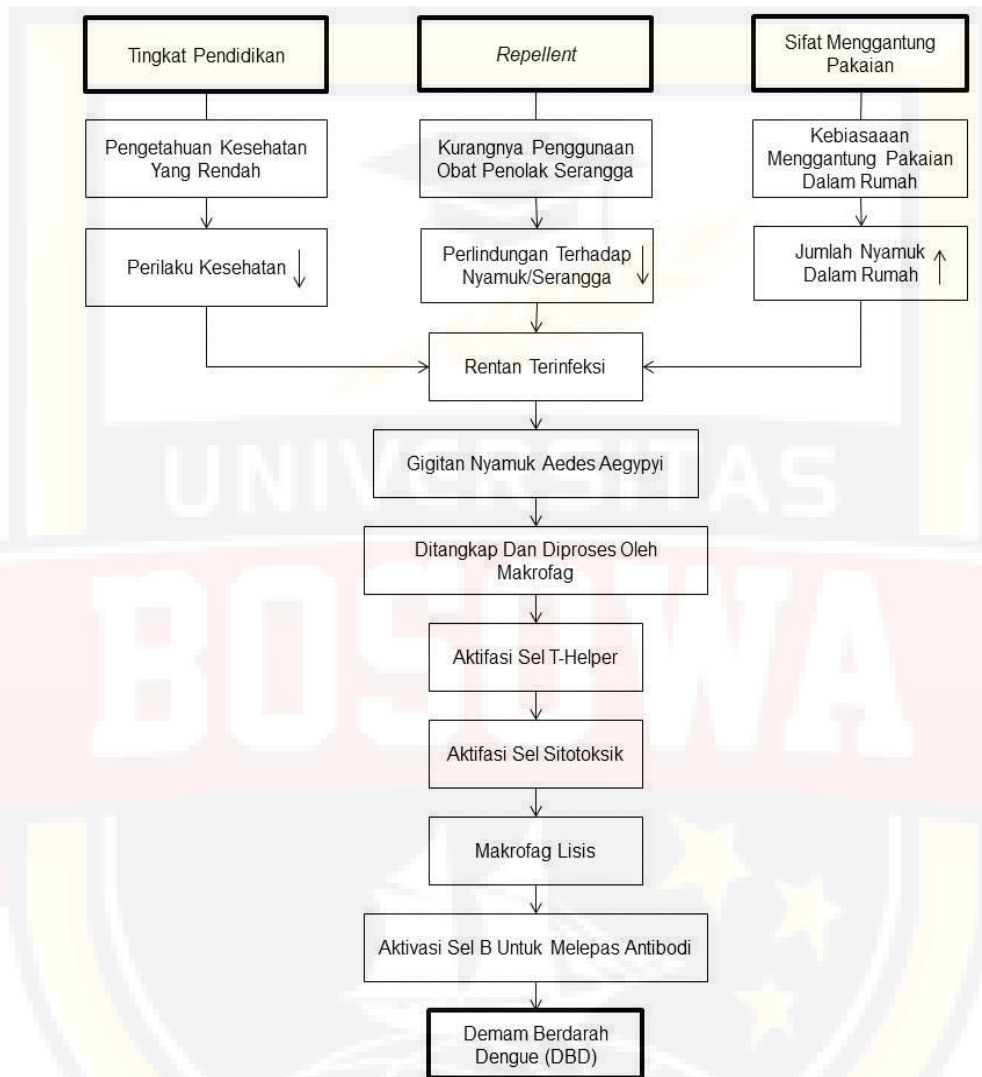 Tingkat Pendidikan
Repellent
Sifat Menggantung
Pakaian
Pengetahuan Kesehatan
Yang Rendah
Kurangnya Penggunaan
Obat Penolak Serangga
Kebiasaaan
Menggantung Pakaian
Dalam Rumah
Perilaku Kesehatan ↓
Perlindungan Terhadap
Nyamuk/Serangga ↓
Jumlah Nyamuk ↑
Dalam Rumah
Rentan Terinfeksi
Gigitan Nyamuk Aedes Aegypyi
Ditangkap Dan Diproses Oleh
Makrofag
Aktifasi Sel T-Helper
Aktifasi Sel Sitotoksik
Makrofag Lisis
Aktivasi Sel B Untuk Melepas Antibodi
Demam Berdarah
Dengue (DBD)
UNIVERSITAS
BOSOWA